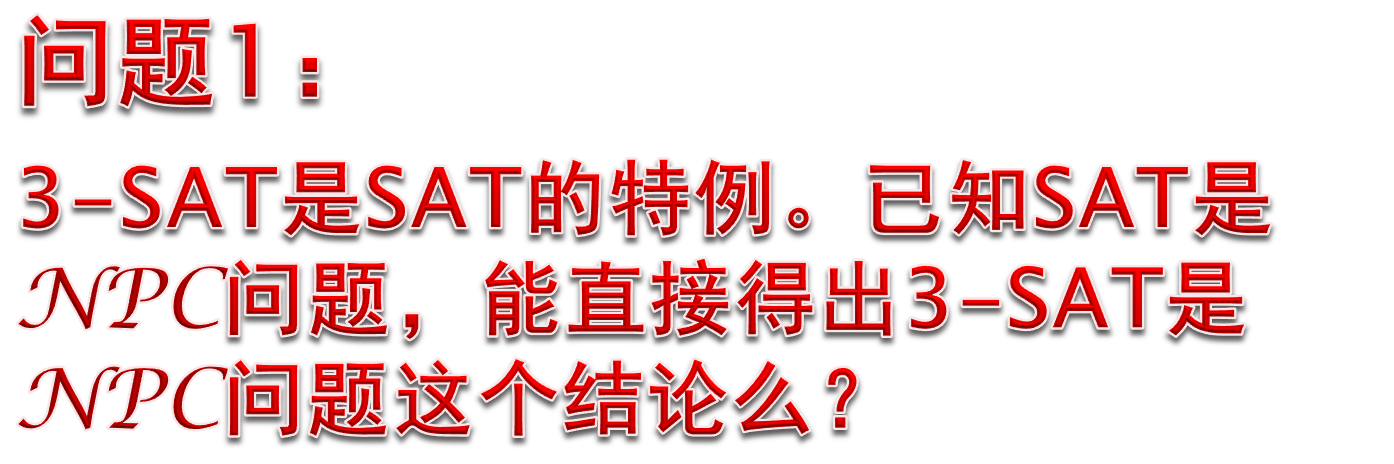 问题1：
3-SAT是SAT的特例。已知SAT是
NPC问题，能直接得出3-SAT是
NPC问题这个结论么？